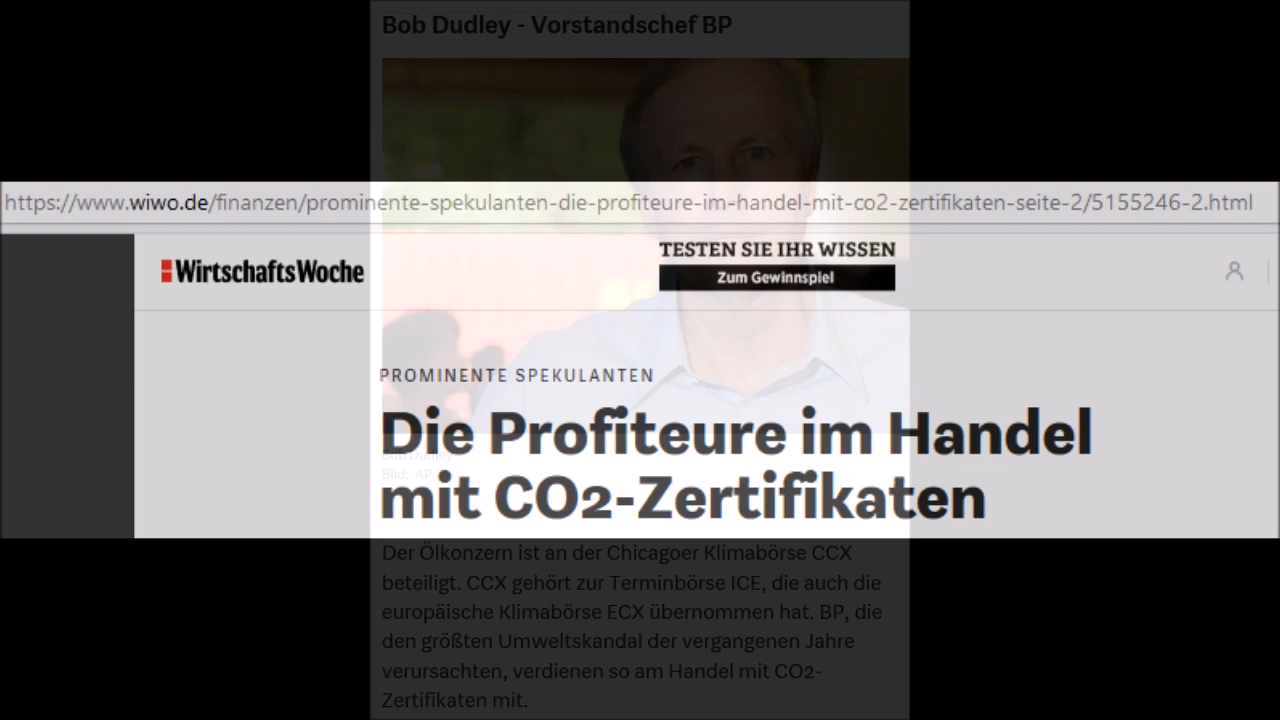 Bob Dudley - Vorstandschef BP
https://www.wiwo.de/finanzen/prominente-spekulanten-die-profiteure-im-handel-mit-co2-zertifikaten-seite-2/5155246-2.html
WirtschaftsWoche
TESTEN SIE IHR WISSEN
Zum Gewinnspiel
PROMINENTE SPEKULANTEN
Die Profiteure im Handel
mit CO2-Zertifikaten
Bob Dudley
Bild: AP
Der Ölkonzern ist an der Chicagoer Klimabörse CCX
beteiligt. CCX gehört zur Terminbörse ICE, die auch die
europäische Klimabörse ECX übernommen hat. BP, die
den größten Umweltskandal der vergangenen Jahre
verursachten, verdienen so am Handel mit CO2-
Zertifikaten mit.